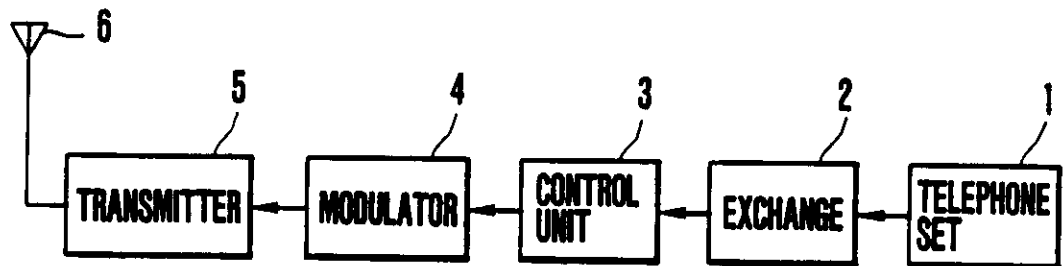 6
5
4
3
2
1
TRANSMITTER
MODULATOR
CONTROL
UNIT
EXCHANGE
TELEPHONE
SET